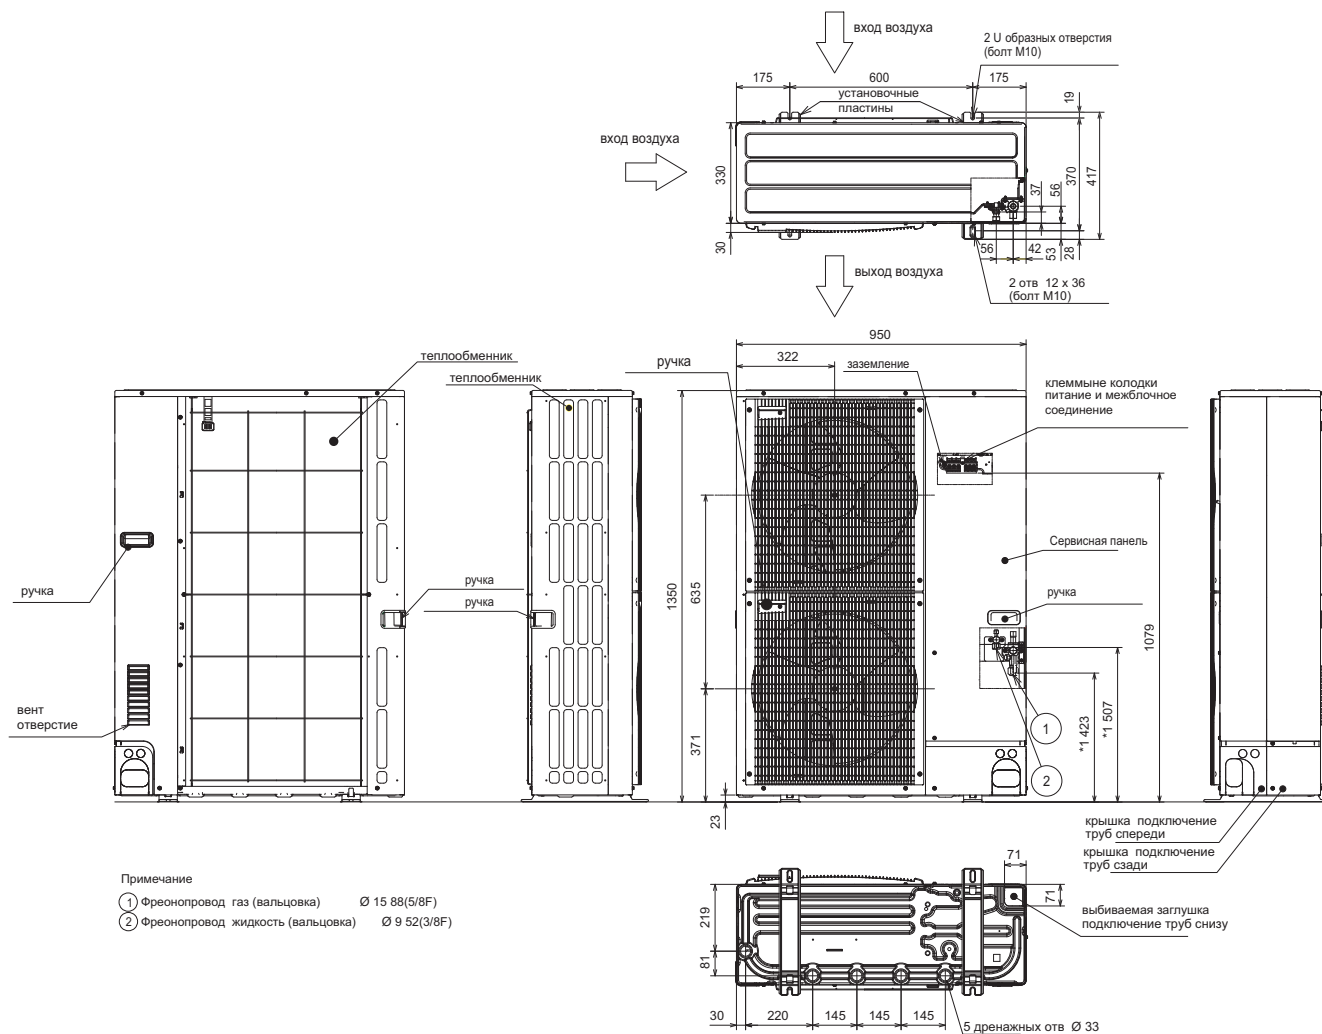 вход воздуха
2 U образных отверстия
(болт М10)
175
600
175
установочные
пластины
19
вход воздуха
330
30
37
56
370
417
56
42
53
28
выход воздуха
2 отв 12 x 36
(болт М10)
950
322
теплообменник
теплообменник
ручка
заземление
клеммыне колодки
питание и межблочное
соединение
Сервисная панель
ручка
ручка
ручка
ручка
1350
635
371
23
1079
*1 507
*1 423
вент
отверстие
1
2
крышка подключение
труб спереди
крышка подключение
труб сзади
Примечание
1 Фреонопровод газ (вальцовка) Ø 15 88(5/8F)
2 Фреонопровод жидкость (вальцовка) Ø 9 52(3/8F)
71
71
219
81
выбиваемая заглушка
подключение труб снизу
30
220
145
145
145
5 дренажных отв Ø 33